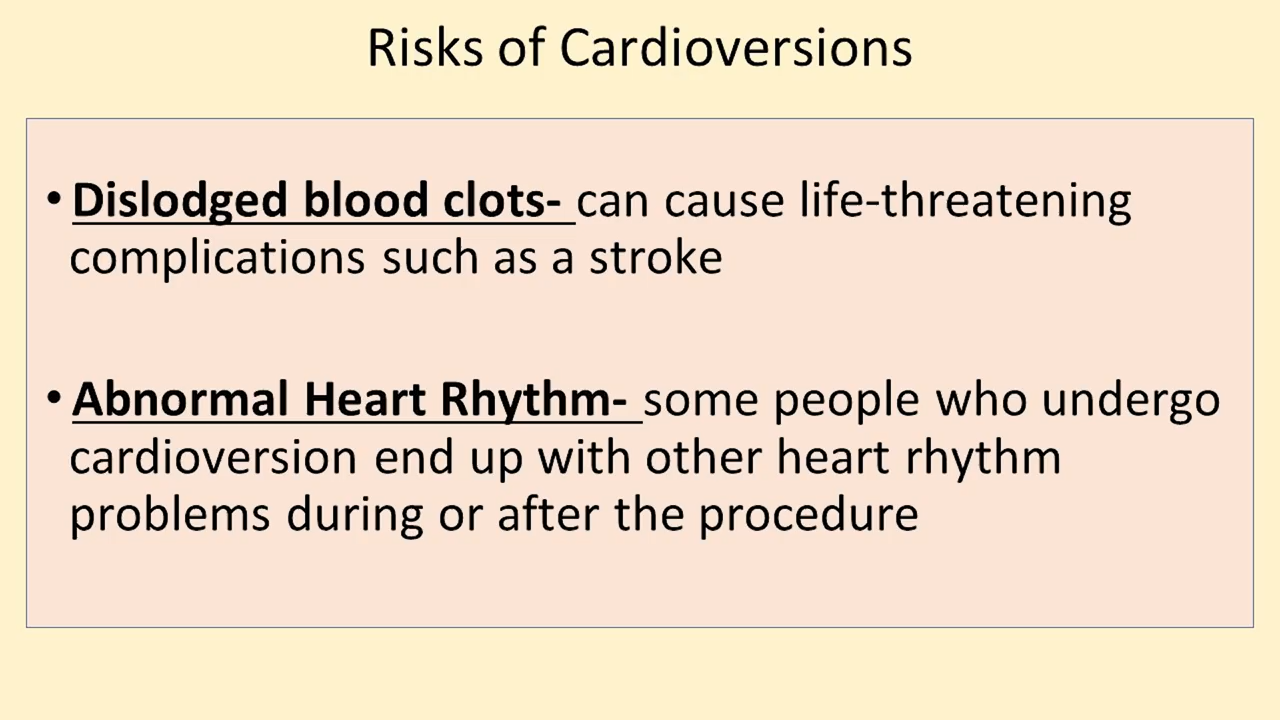 Risks of Cardioversions
• Dislodged blood clots- can cause life-threatening
complications such as a stroke
• Abnormal Heart Rhythm- some people who undergo
cardioversion end up with other heart rhythm
problems during or after the procedure